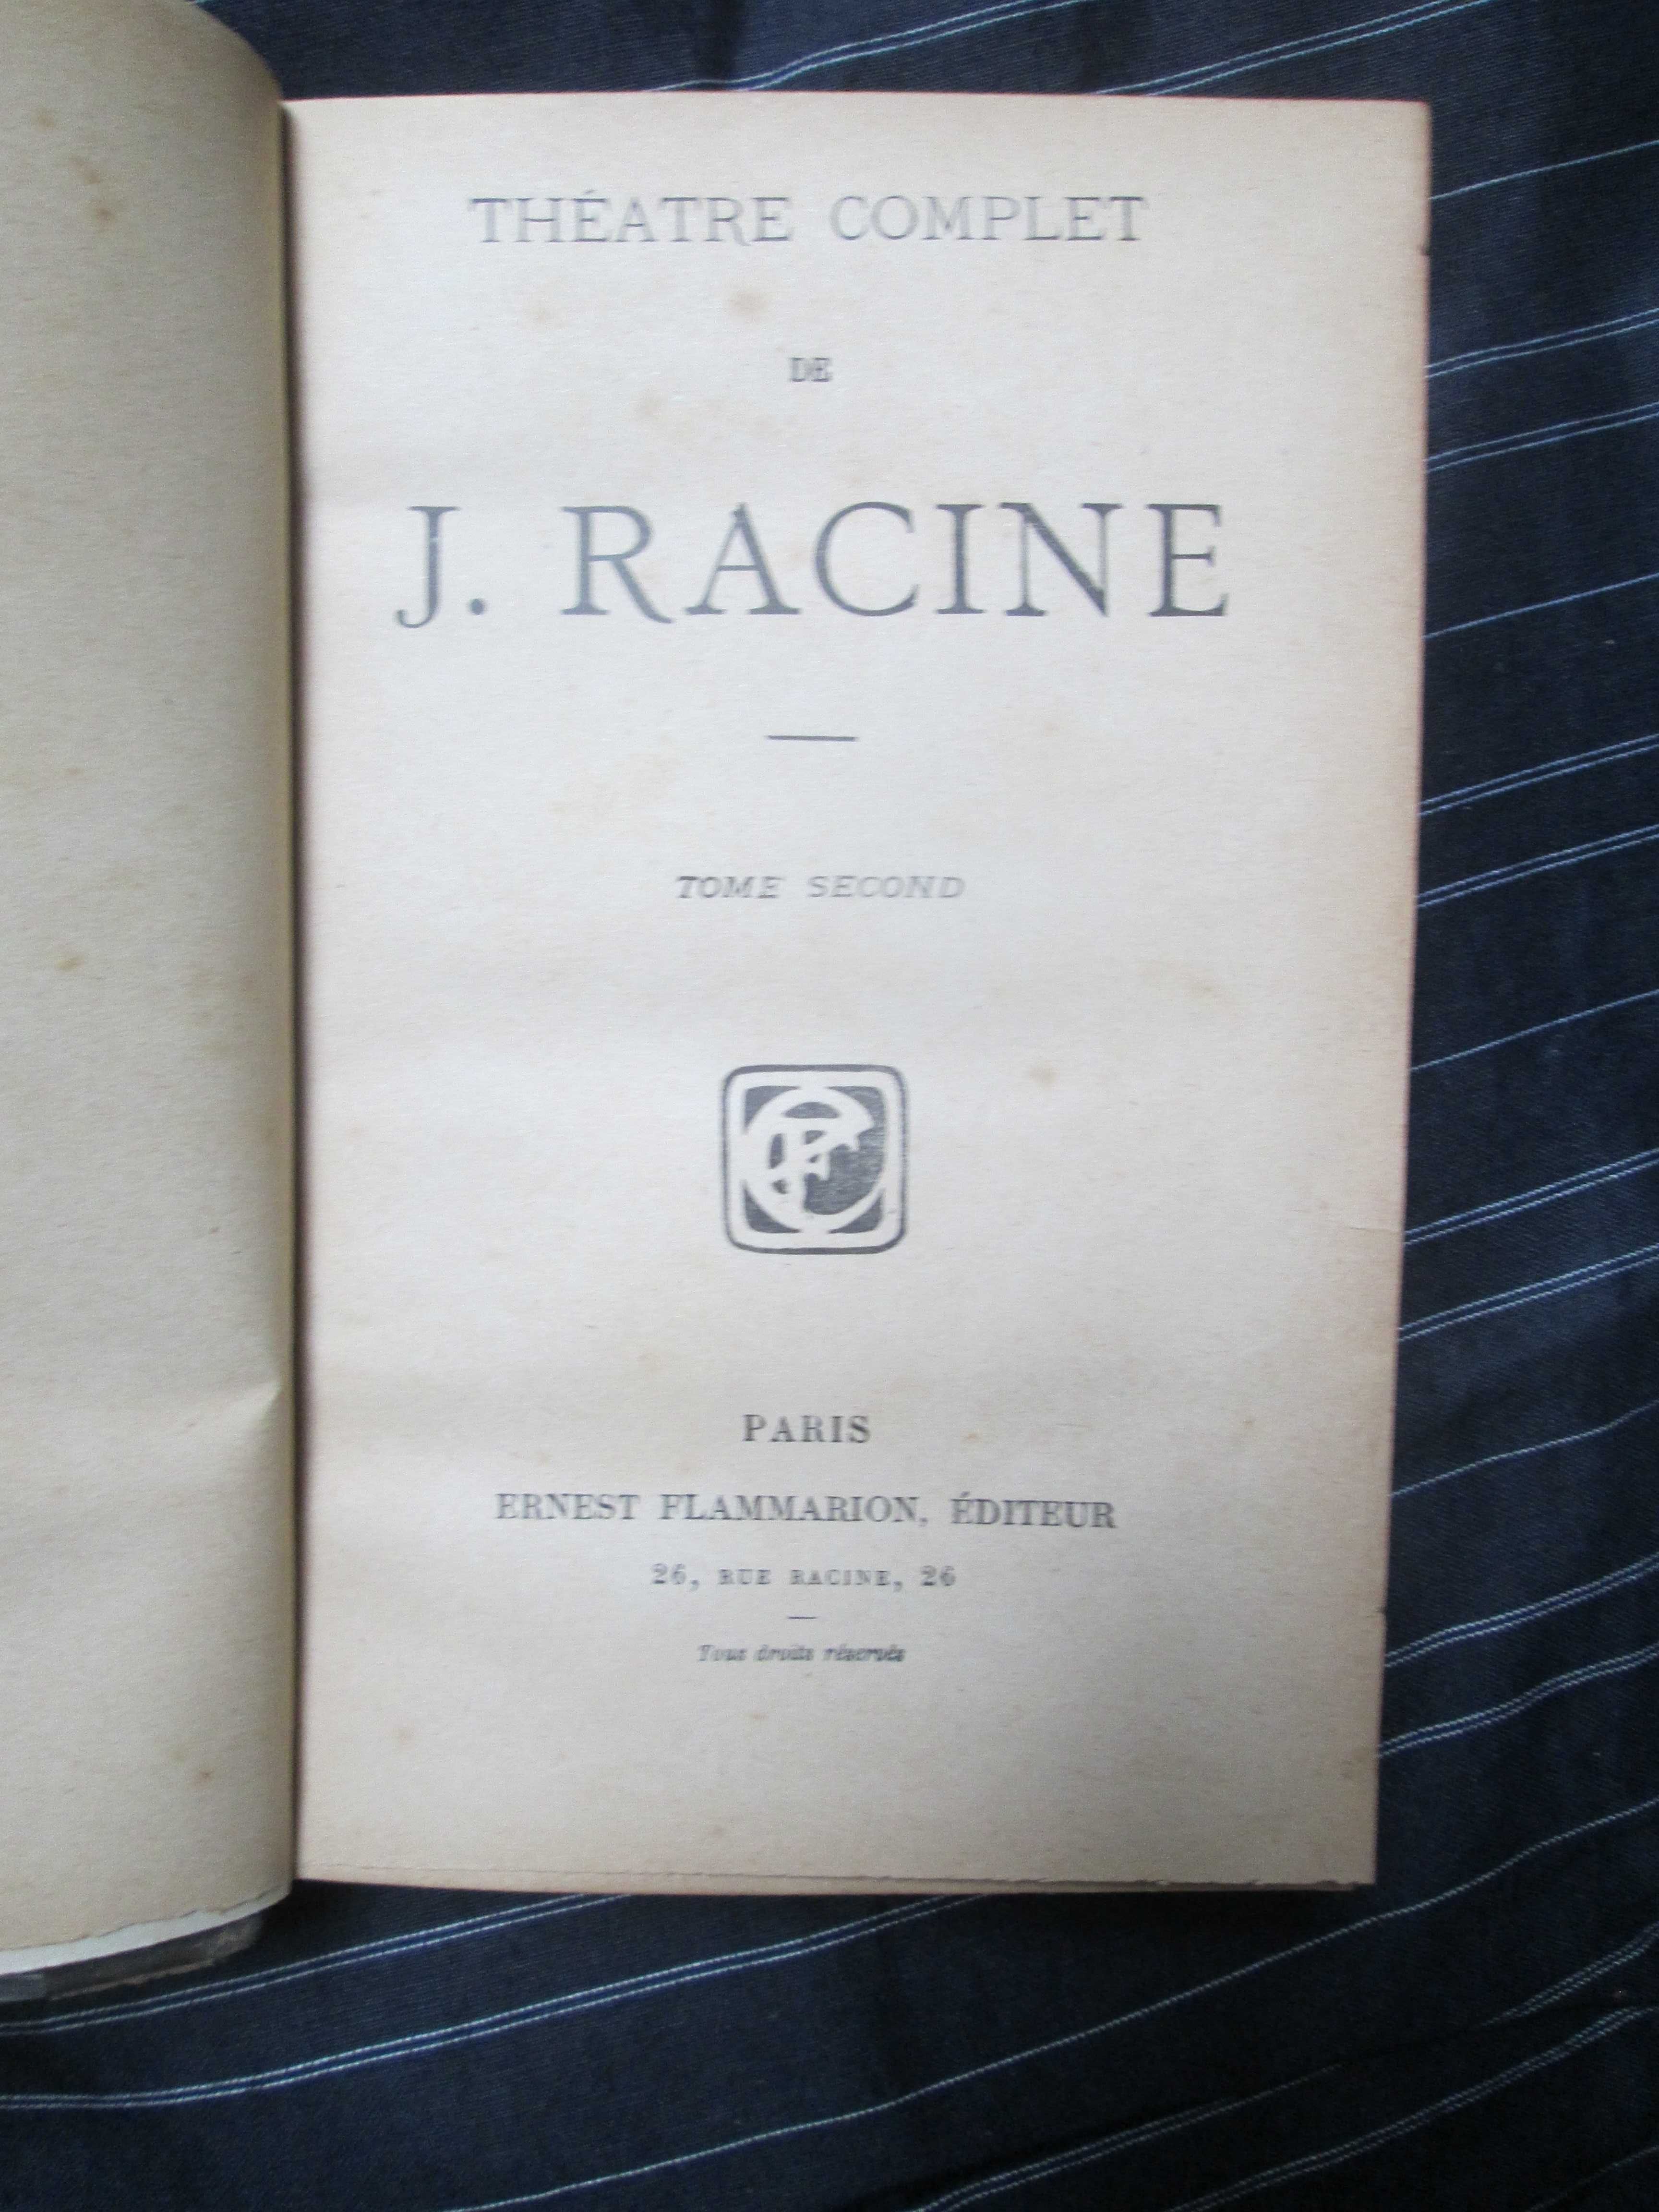 THÉATRE COMPLET
DE
J. RACINE
TOME SECOND
PARIS
ERNEST FLAMMARION, ÉDITEUR
26, RUE RACINE, 26
Tous droits réservés